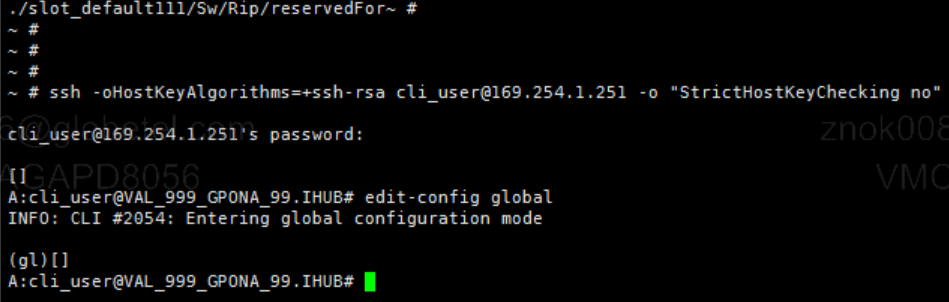 ./slot_default111/Sw/Rip/reservedFor~ #
~ #
~ #
~ #
~ # ssh -oHostKeyAlgorithms=+ssh-rsa cli_user@169.254.1.251 -o "StrictHostKeyChecking no"
6@globetel.com
znok008
cli_user@169.254.1.251's password:
AGAPD8056
VMC
[]
A:cli_user@VAL_999_GPONA_99.IHUB# edit-config global
INFO: CLI #2054: Entering global configuration mode
(gl)[]
A:cli_user@VAL_999_GPONA_99.IHUB#